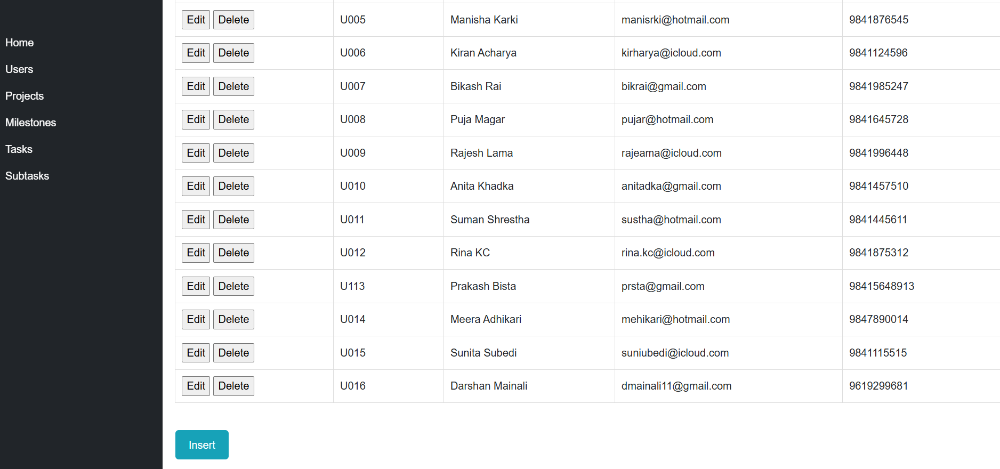 Home
Users
Projects
Milestones
Tasks
Subtasks
Edit Delete U005 Manisha Karki manisrki@hotmail.com 9841876545
Edit Delete U006 Kiran Acharya kirharya@icloud.com 9841124596
Edit Delete U007 Bikash Rai bikrai@gmail.com 9841985247
Edit Delete U008 Puja Magar pujar@hotmail.com 9841645728
Edit Delete U009 Rajesh Lama rajeama@icloud.com 9841996448
Edit Delete U010 Anita Khadka anitadka@gmail.com 9841457510
Edit Delete U011 Suman Shrestha sustha@hotmail.com 9841445611
Edit Delete U012 Rina KC rina.kc@icloud.com 9841875312
Edit Delete U113 Prakash Bista prsta@gmail.com 98415648913
Edit Delete U014 Meera Adhikari mehikari@hotmail.com 9847890014
Edit Delete U015 Sunita Subedi suniubedi@icloud.com 9841115515
Edit Delete U016 Darshan Mainali dmainali11@gmail.com 9619299681
Insert